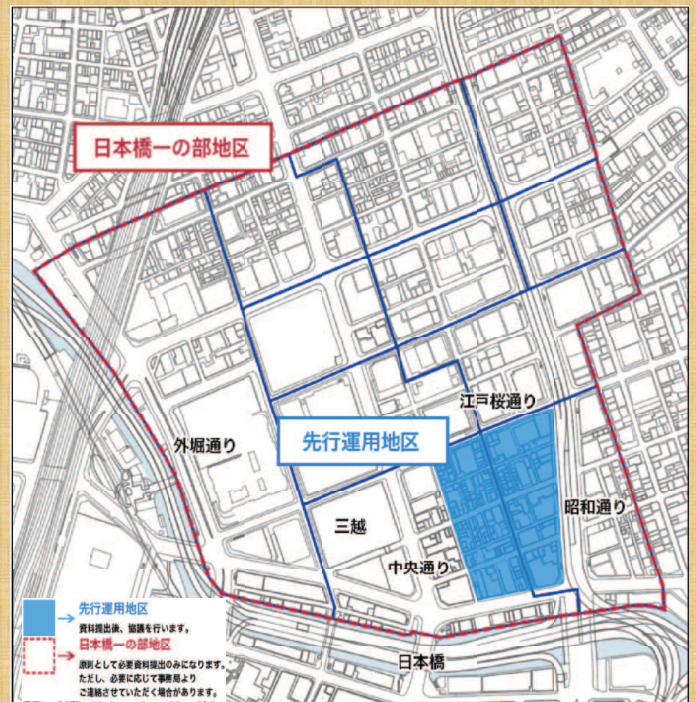 日本橋一の部地区
江戸桜通り
先行運用地区
外堀通り
昭和通り
三越
中央通り
先行運用地区
資料提出後、協議を行います。
日本橋一の部地区
原則として必要資料提出のみになります。
ただし、必要に応じて事務局より
ご連絡させていただく場合があります。
日本橋